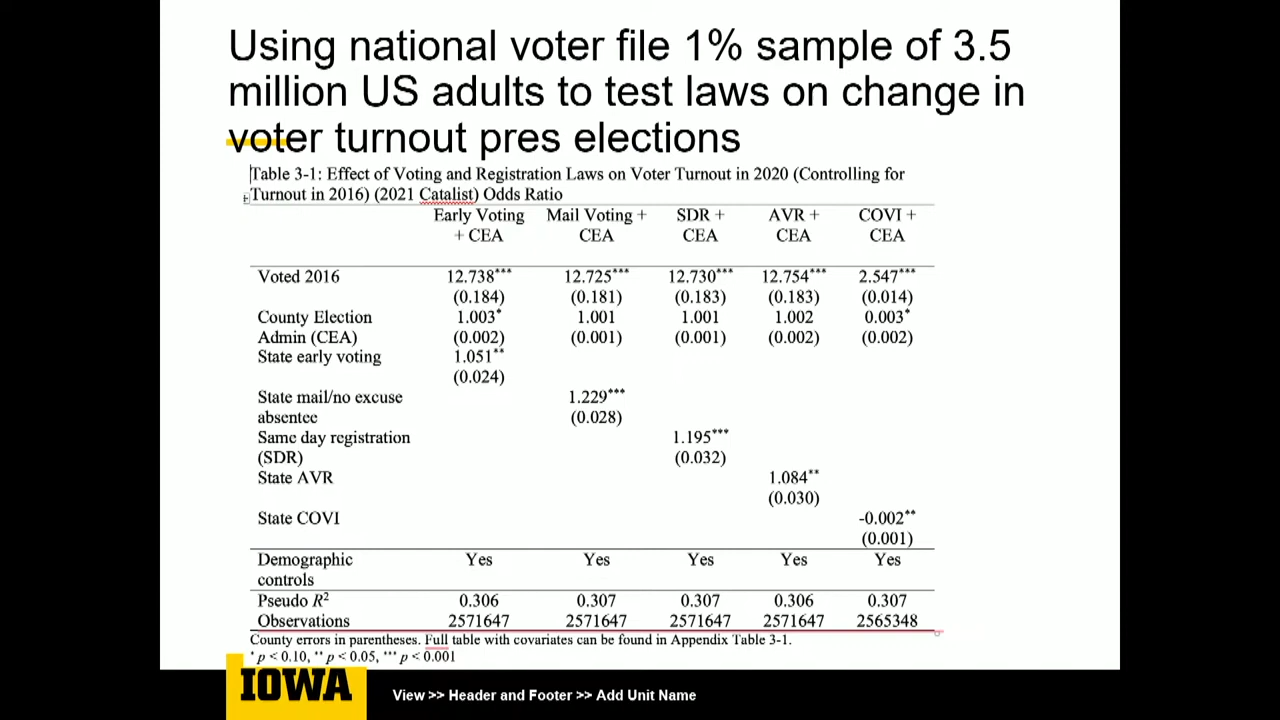 Using national voter file 1% sample of 3.5
million US adults to test laws on change in
voter turnout pres elections
Table 3-1: Effect of Voting and Registration Laws on Voter Turnout in 2020 (Controlling for
Turnout in 2016) (2021 Catalist) Odds Ratio
Early Voting Mail Voting + SDR + AVR + COVI +
+ CEA CEA CEA CEA CEA
Voted 2016 12.738*** 12.725*** 12.730*** 12.754*** 2.547***
(0.184) (0.181) (0.183) (0.183) (0.014)
County Election 1.003* 1.001 1.001 1.002 0.003*
Admin (CEA) (0.002) (0.001) (0.001) (0.002) (0.002)
State early voting 1.051**
(0.024)
State mail/no excuse 1.229***
absentee (0.028)
Same day registration 1.195***
(SDR) (0.032)
State AVR 1.084**
(0.030)
State COVI -0.002**
(0.001)
Demographic Yes Yes Yes Yes Yes
controls
Pseudo R² 0.306 0.307 0.307 0.306 0.307
Observations 2571647 2571647 2571647 2571647 2565348
County errors in parentheses. Full table with covariates can be found in Appendix Table 3-1.
* p < 0.10, ** p < 0.05, *** p < 0.001
IOWA View >> Header and Footer >> Add Unit Name